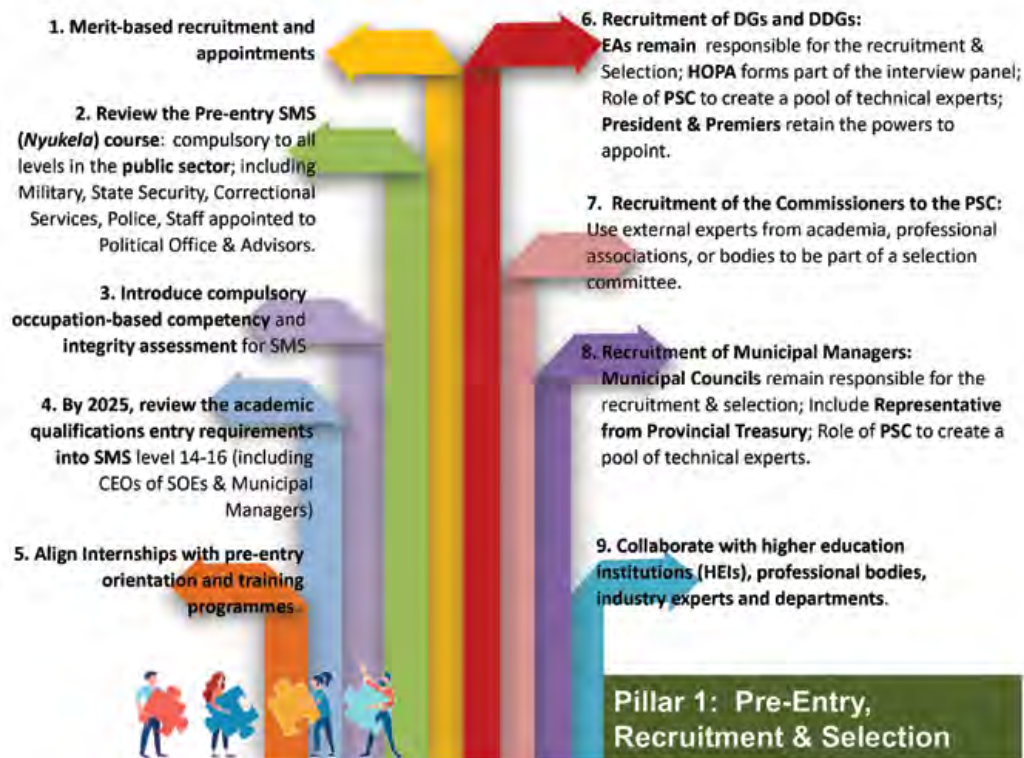 1. Merit-based recruitment and
appointments
2. Review the Pre-entry SMS
(Nyukela) course: compulsory to all
levels in the public sector; including
Military, State Security, Correctional
Services, Police, Staff appointed to
Political Office & Advisors.
3. Introduce compulsory
occupation-based competency and
integrity assessment for SMS
4. By 2025, review the academic
qualifications entry requirements
into SMS level 14-16 (including
CEOs of SOEs & Municipal
Managers)
5. Align Internships with pre-entry
orientation and training
programmes.
6. Recruitment of DGs and DDGs:
EAs remain responsible for the recruitment &
Selection; HOPA forms part of the interview panel;
Role of PSC to create a pool of technical experts;
President & Premiers retain the powers to
appoint.
7. Recruitment of the Commissioners to the PSC:
Use external experts from academia, professional
associations, or bodies to be part of a selection
committee.
8. Recruitment of Municipal Managers:
Municipal Councils remain responsible for the
recruitment & selection; Include Representative
from Provincial Treasury; Role of PSC to create a
pool of technical experts.
9. Collaborate with higher education
institutions (HEIs), professional bodies,
industry experts and departments.
Pillar 1: Pre-Entry,
Recruitment & Selection